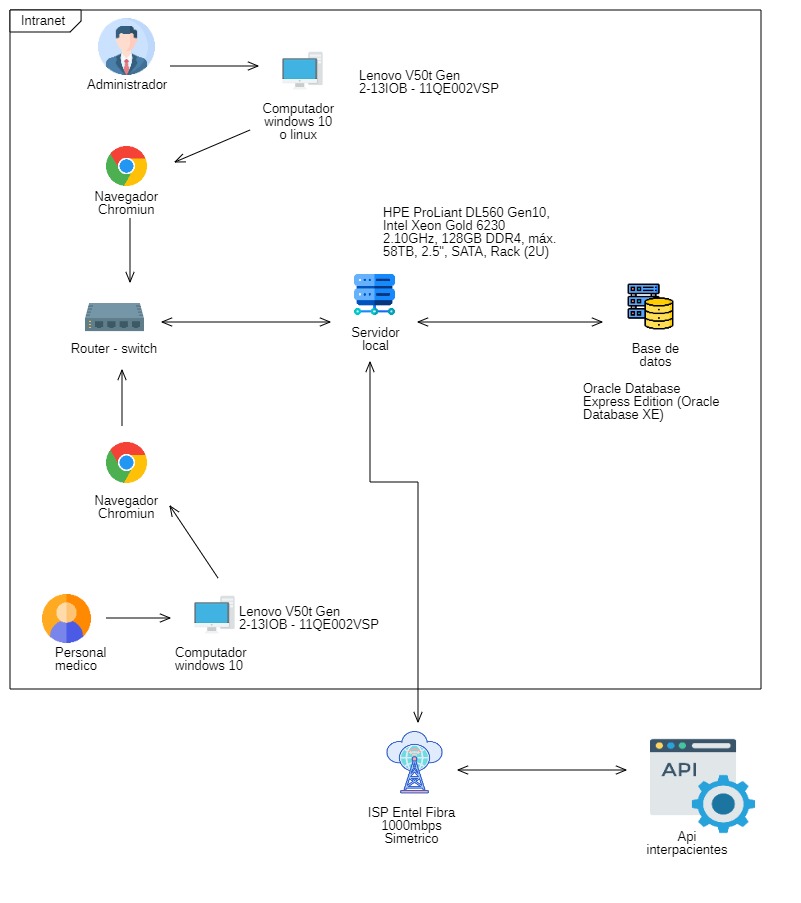 Intranet
Administrador
Lenovo V50t Gen
2-13IOB - 11QE002VSP
Computador
windows 10
o linux
Navegador
Chromiun
HPE ProLiant DL560 Gen10,
Intel Xeon Gold 6230
2.10GHz, 128GB DDR4, máx.
58TB, 2.5", SATA, Rack (2U)
Router - switch
Servidor
local
Base de
datos
Oracle Database
Express Edition (Oracle
Database XE)
Navegador
Chromiun
Lenovo V50t Gen
2-13IOB - 11QE002VSP
Personal
medico
Computador
windows 10
ISP Entel Fibra
1000mbps
Simetrico
API
Api
interpacientes